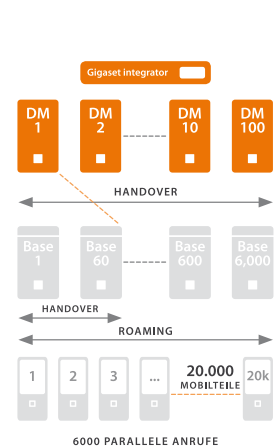 Gigaset integrator
DM 1
DM 2
DM 10
DM 100
HANDOVER
Base 1
Base 60
Base 600
Base 6,000
HANDOVER
ROAMING
1
2
3
...
20.000
MOBILTEILE
20k
6000 PARALLELE ANRUFE